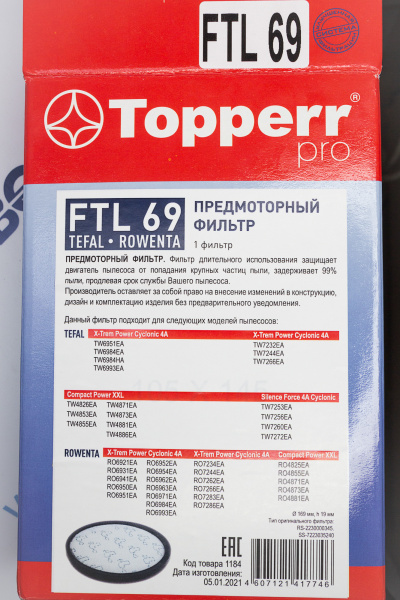 FTL 69
Topperr®
pro
FTL 69
TEFAL • ROWENTA
ПРЕДМОТОРНЫЙ
ФИЛЬТР
1 фильтр
ПРЕДМОТОРНЫЙ ФИЛЬТР. Фильтр длительного использования защищает
двигатель пылесоса от попадания крупных частиц пыли, задерживает 99%
пыли, продлевая срок службы Вашего пылесоса.
Производитель оставляет за собой право на внесение изменений в конструкцию,
дизайн и комплектацию изделия без предварительного уведомления.
Данный фильтр подходит для следующих моделей пылесосов:
TEFAL X-Trem Power Cyclonic 4A X-Trem Power Cyclonic 4A
TW6951EA TW7232EA
TW6984EA TW7244EA
TW6984HA TW7266EA
TW6993EA
Compact Power XXL Silence Force 4A Cyclonic
TW4826EA TW4871EA TW7253EA
TW4853EA TW4873EA TW7256EA
TW4855EA TW4881EA TW7260EA
TW4886EA TW7272EA
ROWENTA X-Trem Power Cyclonic 4A X-Trem Power Cyclonic 4A Compact Power XXL
RO6921EA RO6952EA RO7234EA RO4825EA
RO6931EA RO6954EA RO7244EA RO4855EA
RO6941EA RO6962EA RO7260EA RO4871EA
RO6950EA RO6963EA RO7266EA RO4873EA
RO6951EA RO6971EA RO7283EA RO4881EA
RO6984EA RO7286EA
RO6993EA
Ø 169 мм, h 19 мм
Тип оригинального фильтра:
RS-2230000345,
SS-7223035240
EAC
Код товара 1184
Дата изготовления
05.01.2021
4 607121 417746